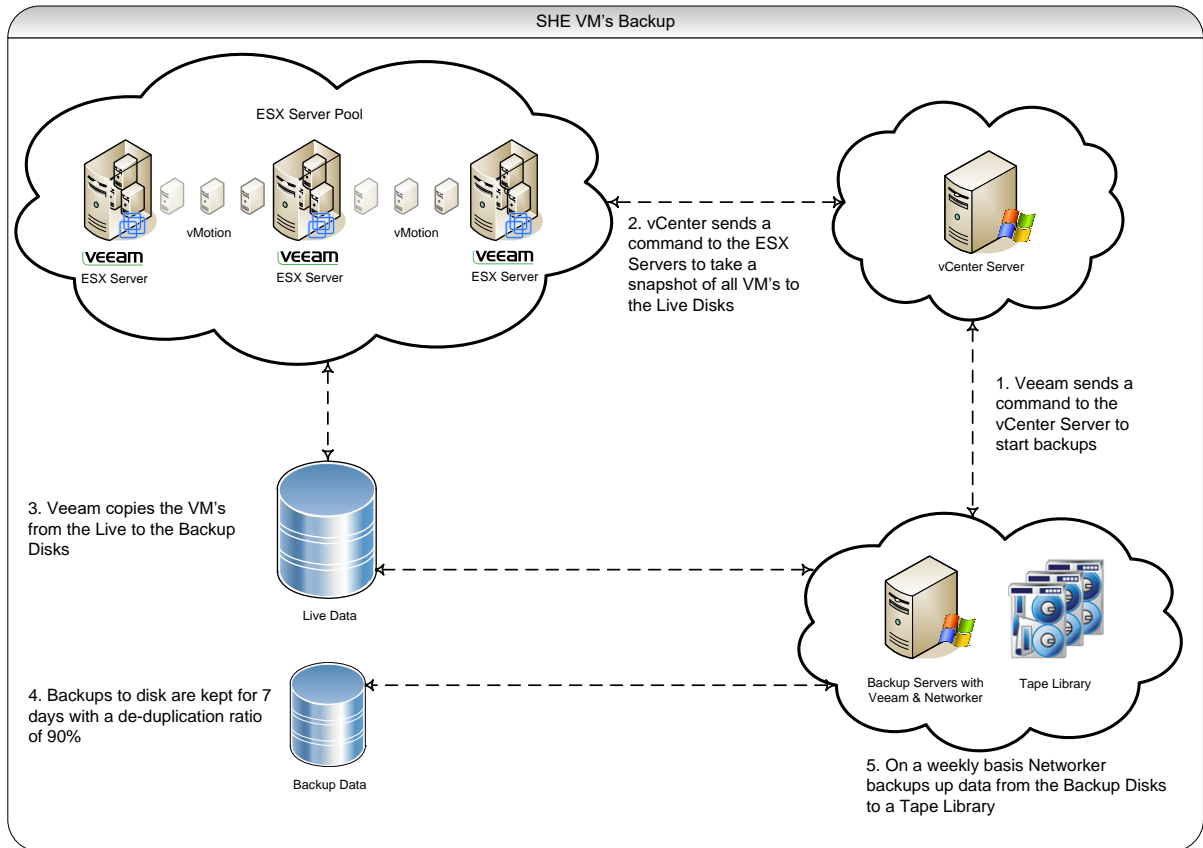 SHE VM's Backup
ESX Server Pool
vMotion
vMotion
veeam
ESX Server
veeam
ESX Server
veeam
ESX Server
vCenter Server
2. vCenter sends a
command to the ESX
Servers to take a
snapshot of all VM's to
the Live Disks
1. Veeam sends a
command to the
vCenter Server to
start backups
3. Veeam copies the VM's
from the Live to the Backup
Disks
Live Data
4. Backups to disk are kept for 7
days with a de-duplication ratio
of 90%
Backup Data
Backup Servers with
Veeam & Networker
Tape Library
5. On a weekly basis Networker
backups up data from the Backup Disks
to a Tape Library